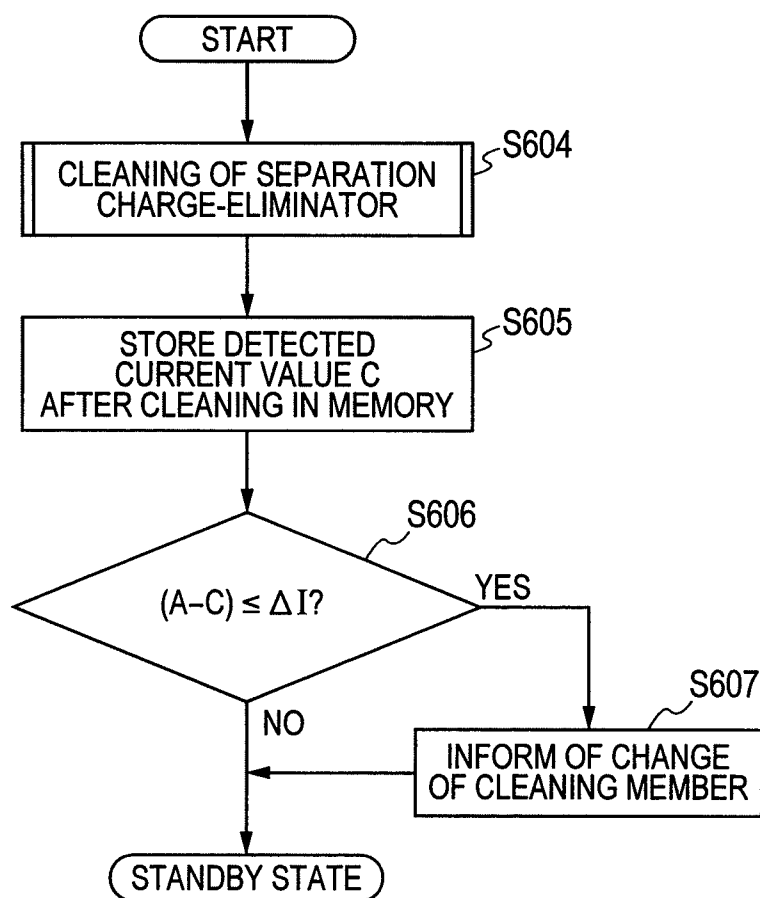 START
S604
CLEANING OF SEPARATION
CHARGE-ELIMINATOR
S605
STORE DETECTED
CURRENT VALUE C
AFTER CLEANING IN MEMORY
S606
(A–C) ≤ ΔI?
YES
NO
S607
INFORM OF CHANGE
OF CLEANING MEMBER
STANDBY STATE